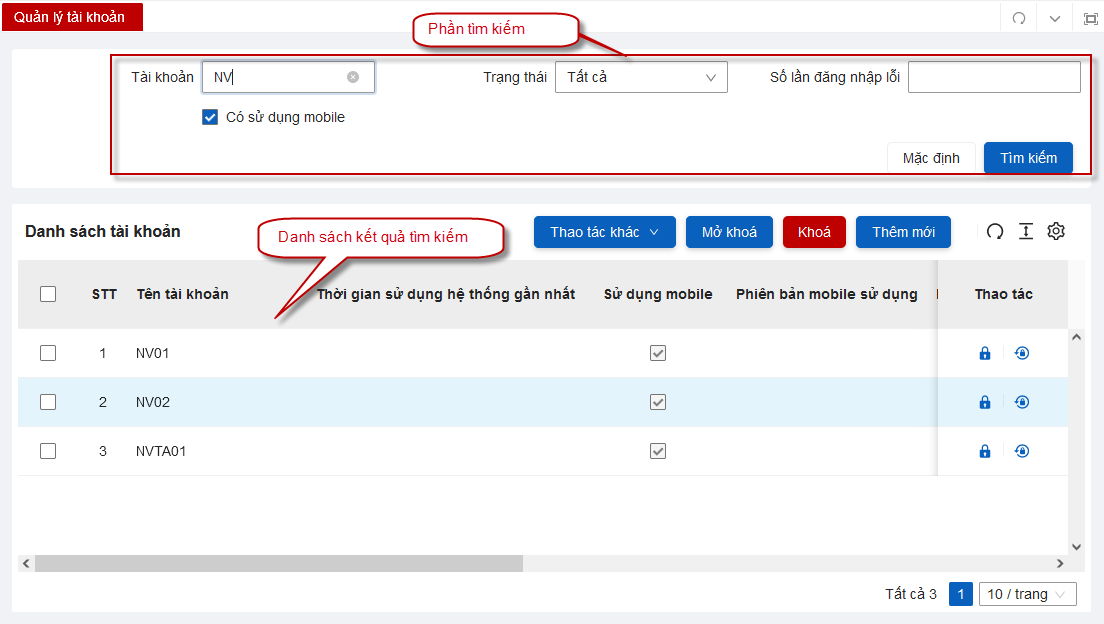 Quản lý tài khoản
Phần tìm kiếm
Tài khoản NV Trạng thái Tất cả Số lần đăng nhập lỗi
Có sử dụng mobile
Mặc định Tìm kiếm
Danh sách tài khoản Danh sách kết quả tìm kiếm Thao tác khác Mở khoá Khoá Thêm mới
STT Tên tài khoản Thời gian sử dụng hệ thống gần nhất Sử dụng mobile Phiên bản mobile sử dụng Thao tác
1 NV01
2 NV02
3 NVTA01
Tất cả 3 1 10 / trang